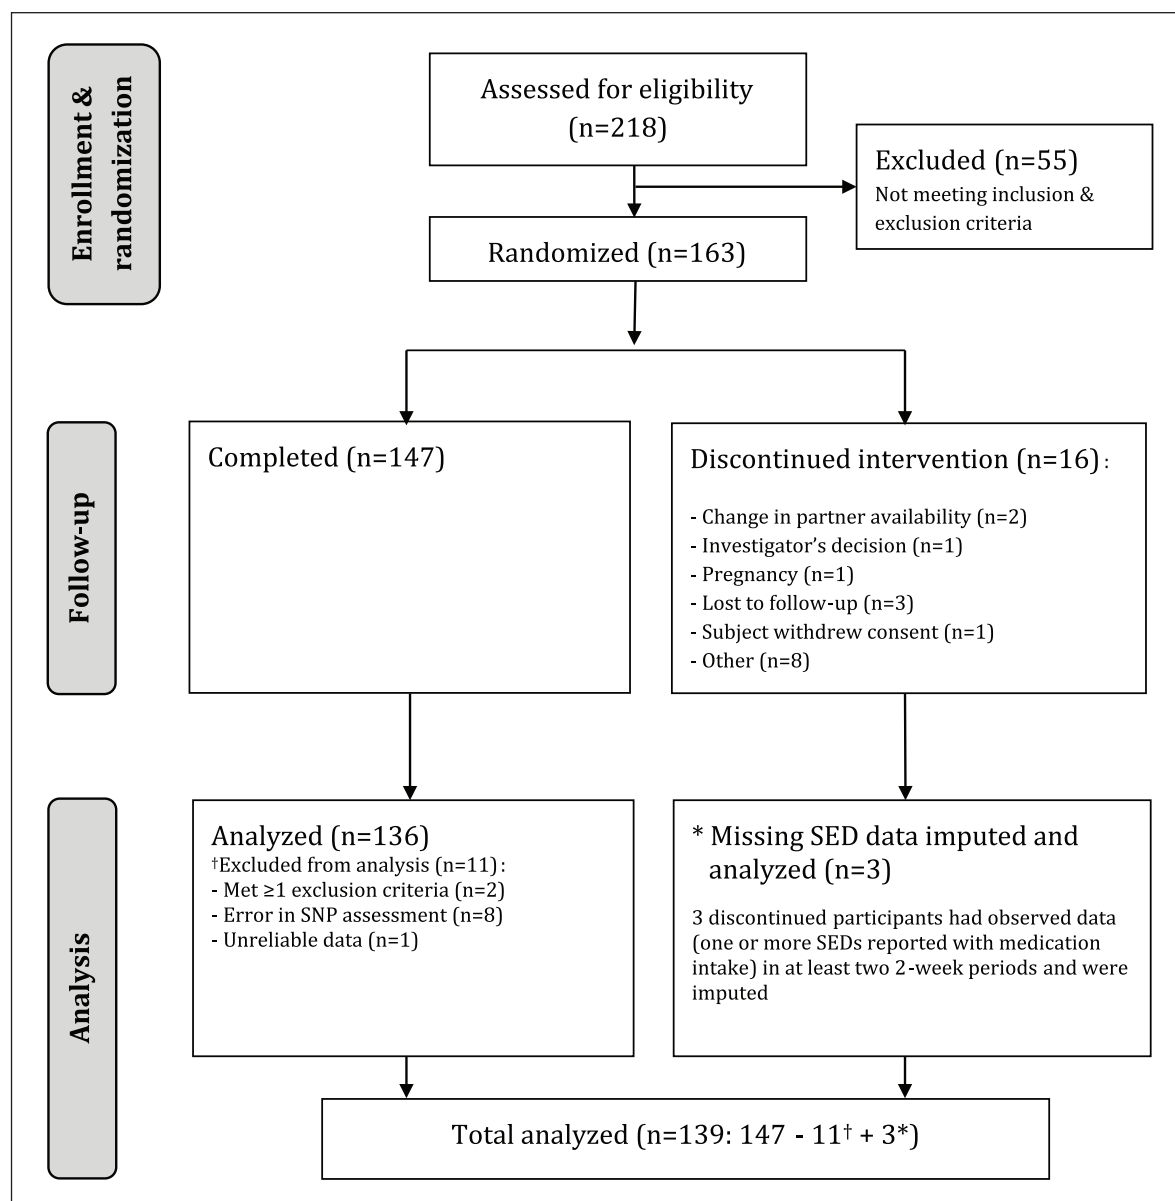 Enrollment &
randomization
Assessed for eligibility
(n=218)
Excluded (n=55)
Not meeting inclusion &
exclusion criteria
Randomized (n=163)
Follow-up
Completed (n=147)
Discontinued intervention (n=16) :
- Change in partner availability (n=2)
- Investigator’s decision (n=1)
- Pregnancy (n=1)
- Lost to follow-up (n=3)
- Subject withdrew consent (n=1)
- Other (n=8)
Analysis
Analyzed (n=136)
†Excluded from analysis (n=11) :
- Met ≥1 exclusion criteria (n=2)
- Error in SNP assessment (n=8)
- Unreliable data (n=1)
* Missing SED data imputed and
analyzed (n=3)
3 discontinued participants had observed data
(one or more SEDs reported with medication
intake) in at least two 2-week periods and were
imputed
Total analyzed (n=139: 147 - 11† + 3*)